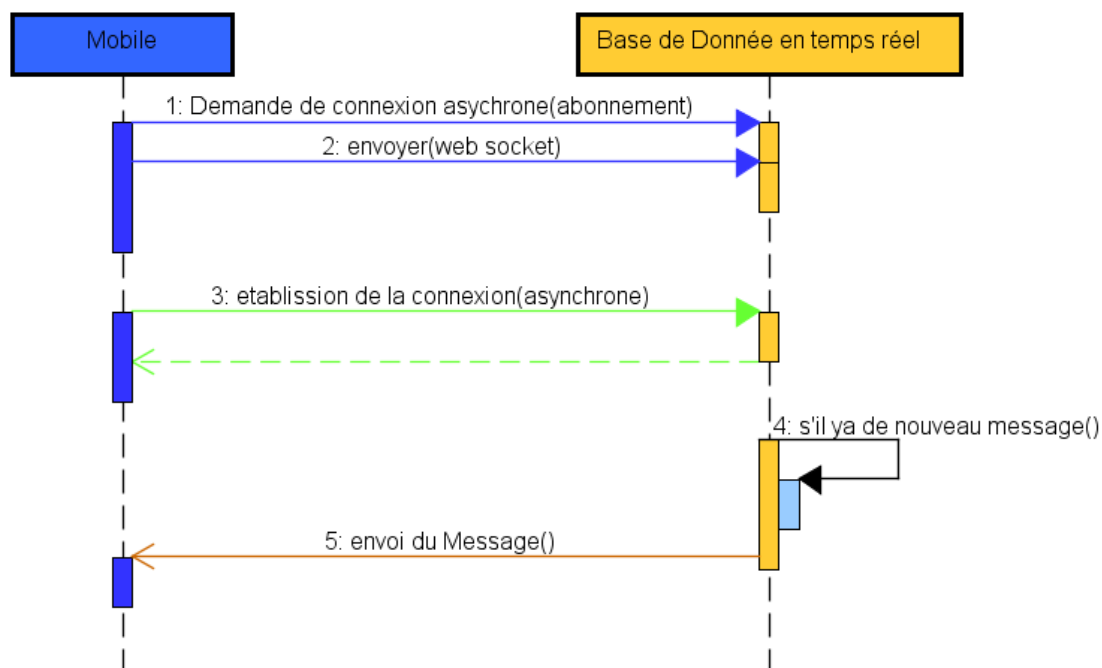 Mobile
Base de Donnée en temps réel
1: Demande de connexion asychrone(abonnement)
2: envoyer(web socket)
3: etablission de la connexion(asynchrone)
4: s'il ya de nouveau message()
5: envoi du Message()